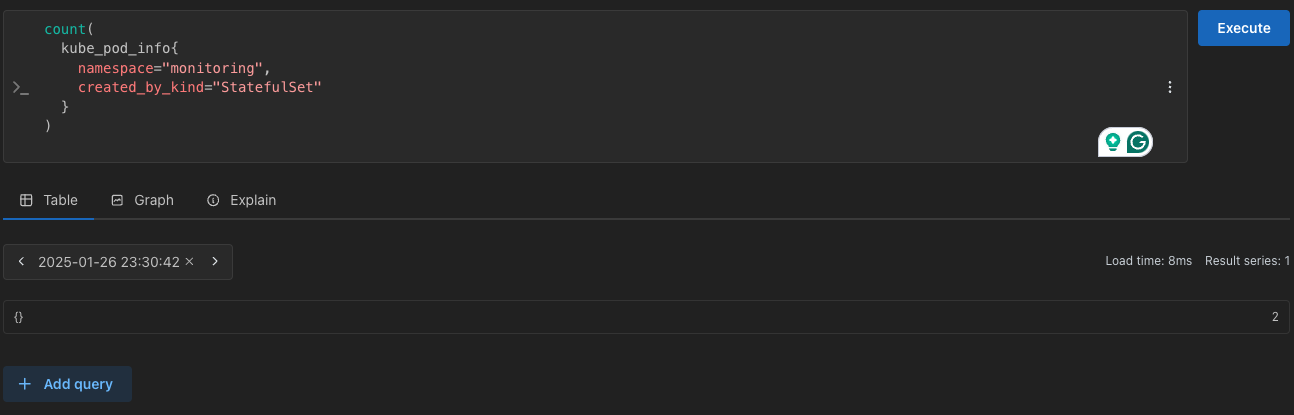 count(
kube_pod_info{
namespace="monitoring",
created_by_kind="StatefulSet"
}
)
Execute
Table Graph Explain
2025-01-26 23:30:42
Load time: 8ms Result series: 1
{} 2
Add query